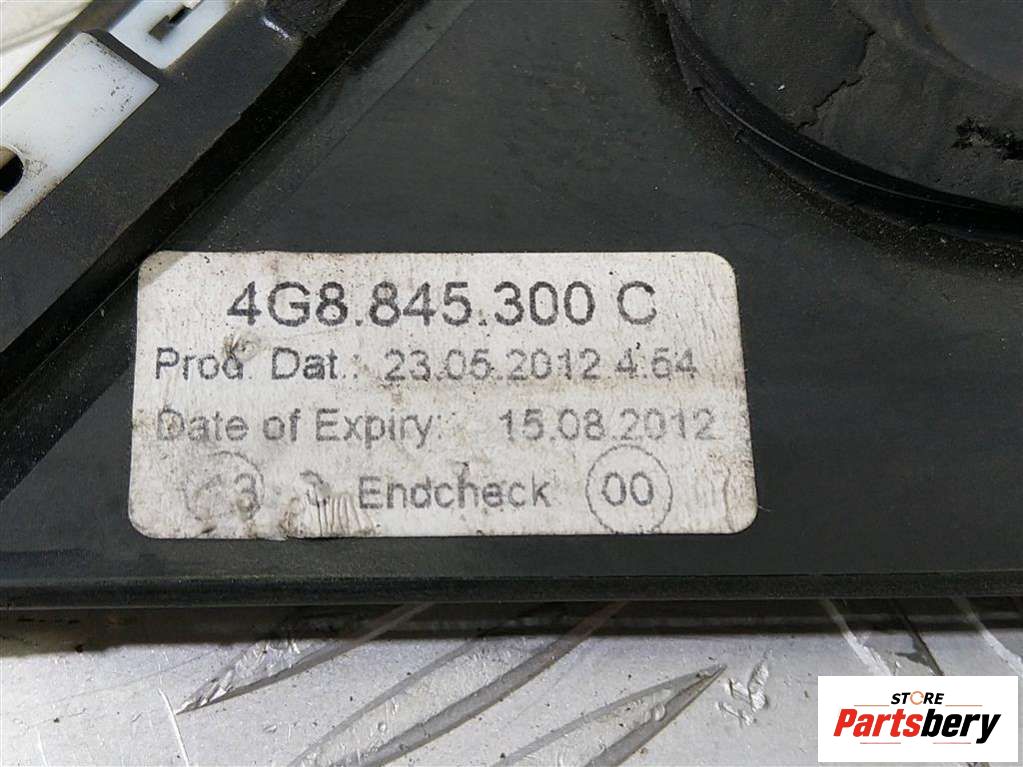 4G8.845.300 C
Prod. Dat.: 23.05.2012 4:54
Date of Expiry: 15.08.2012
3 Endcheck 00
STORE
Partsbery